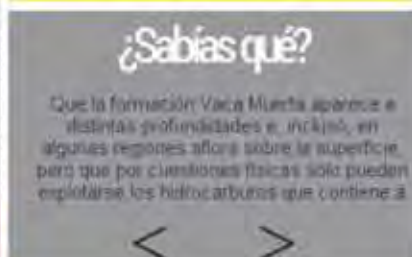 ¿Sabías qué?
Que la formación Vaca Muerta aparece a
distintas profundidades e, incluso, en
algunas regiones aflora sobre la superficie,
pero que por cuestiones físicas sólo pueden
explotarse los hidrocarburos que contiene a
< >